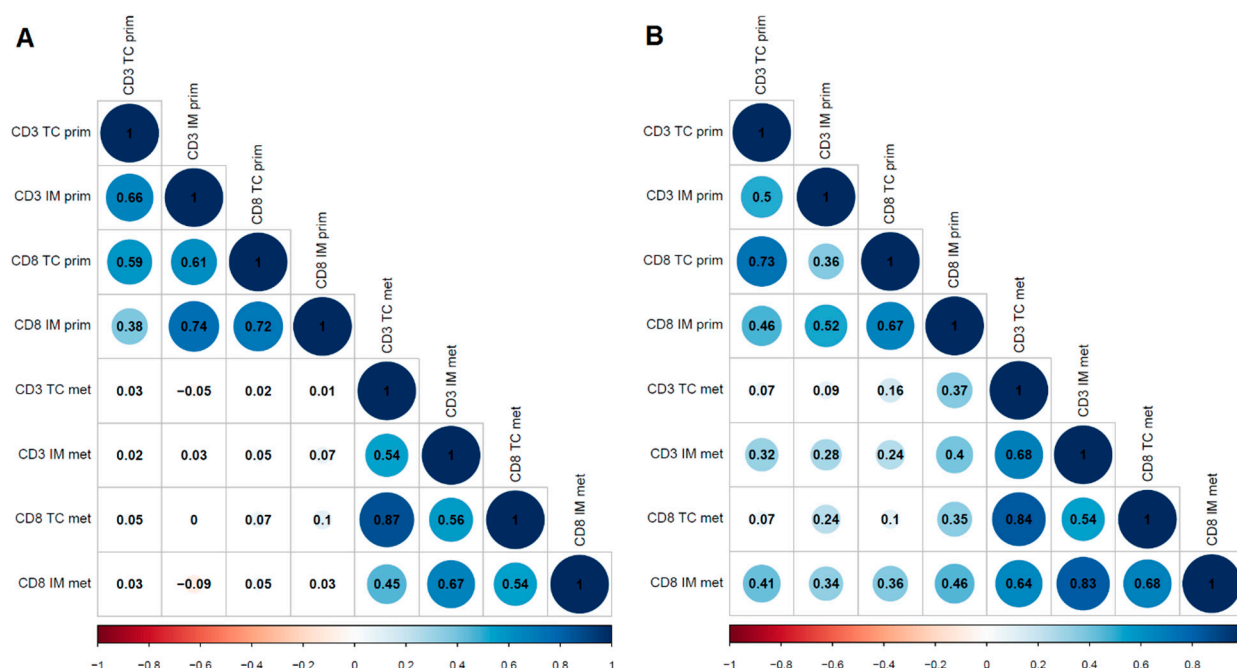 A
CD3 TC prim
CD3 IM prim
CD8 TC prim
CD8 IM prim
CD3 TC met
CD3 IM met
CD8 TC met
CD8 IM met
CD3 TC prim 1
CD3 IM prim 0.66 1
CD8 TC prim 0.59 0.61 1
CD8 IM prim 0.38 0.74 0.72 1
CD3 TC met 0.03 −0.05 0.02 0.01 1
CD3 IM met 0.02 0.03 0.05 0.07 0.54 1
CD8 TC met 0.05 0 0.07 0.1 0.87 0.56 1
CD8 IM met 0.03 −0.09 0.05 0.03 0.45 0.67 0.54 1
−1 −0.8 −0.6 −0.4 −0.2 0 0.2 0.4 0.6 0.8 1
B
CD3 TC prim
CD3 IM prim
CD8 TC prim
CD8 IM prim
CD3 TC met
CD3 IM met
CD8 TC met
CD8 IM met
CD3 TC prim 1
CD3 IM prim 0.5 1
CD8 TC prim 0.73 0.36 1
CD8 IM prim 0.46 0.52 0.67 1
CD3 TC met 0.07 0.09 0.16 0.37 1
CD3 IM met 0.32 0.28 0.24 0.4 0.68 1
CD8 TC met 0.07 0.24 0.1 0.35 0.84 0.54 1
CD8 IM met 0.41 0.34 0.36 0.46 0.64 0.83 0.68 1
−1 −0.8 −0.6 −0.4 −0.2 0 0.2 0.4 0.6 0.8